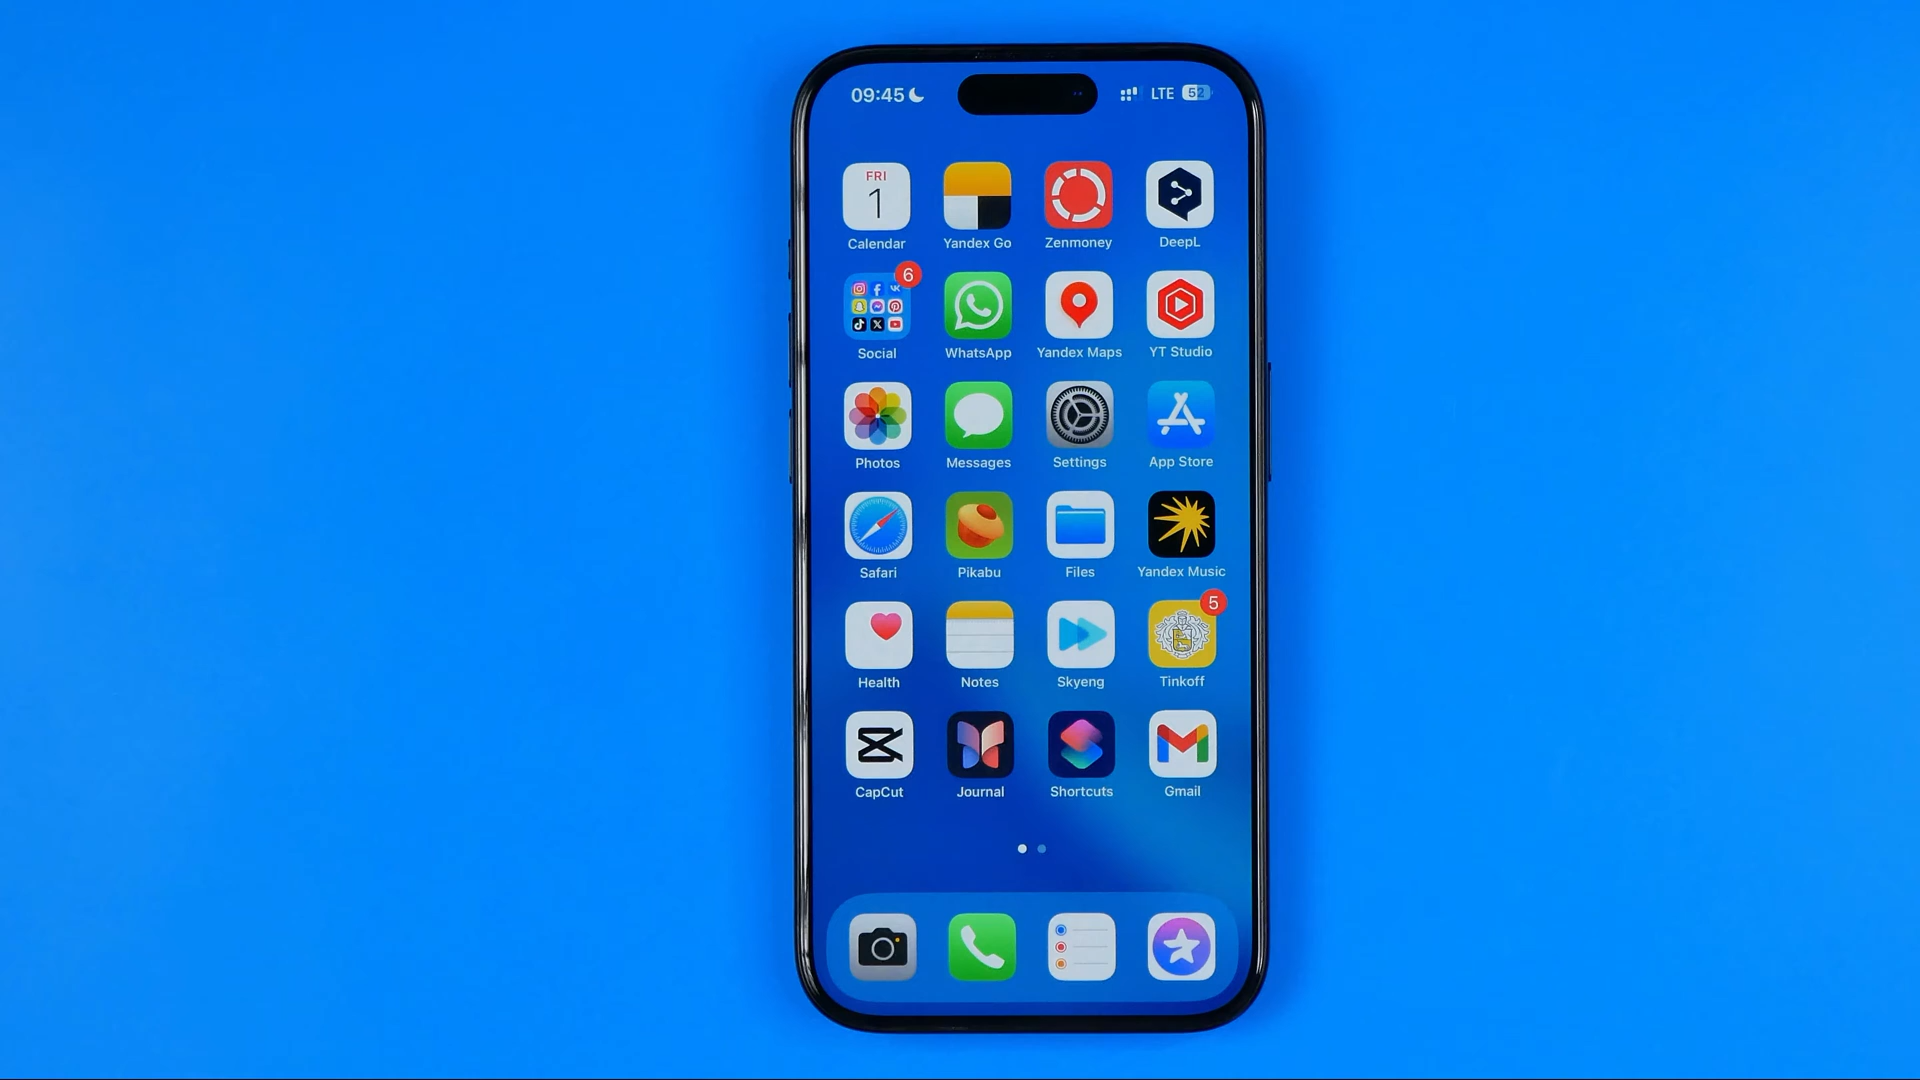 09:45 LTE 52
FRI
1
Calendar Yandex Go Zenmoney DeepL
6
Social WhatsApp Yandex Maps YT Studio
Photos Messages Settings App Store
Safari Pikabu Files Yandex Music
5
Health Notes Skyeng Tinkoff
CapCut Journal Shortcuts Gmail